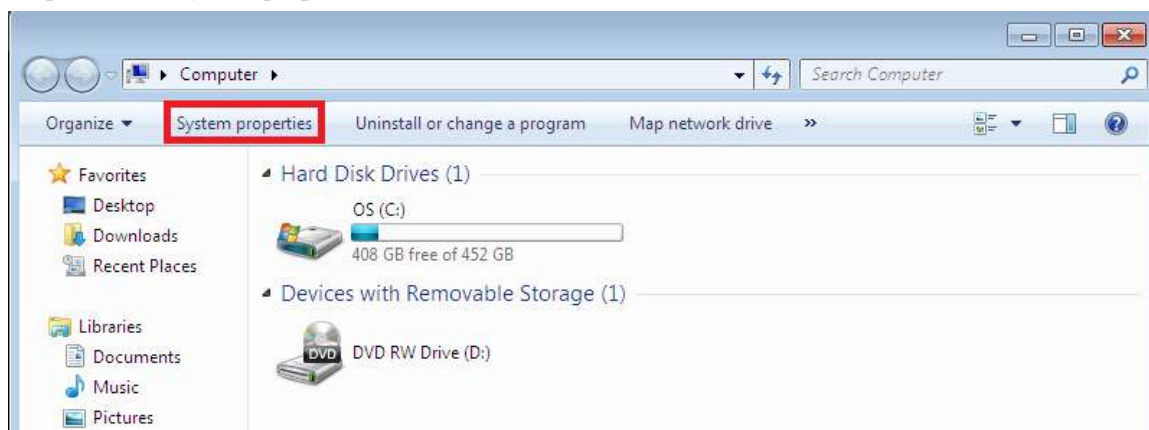 Computer
Search Computer
Organize System properties Uninstall or change a program Map network drive »
Favorites
Desktop
Downloads
Recent Places
Libraries
Documents
Music
Pictures
Hard Disk Drives (1)
OS (C:)
408 GB free of 452 GB
Devices with Removable Storage (1)
DVD
DVD RW Drive (D:)